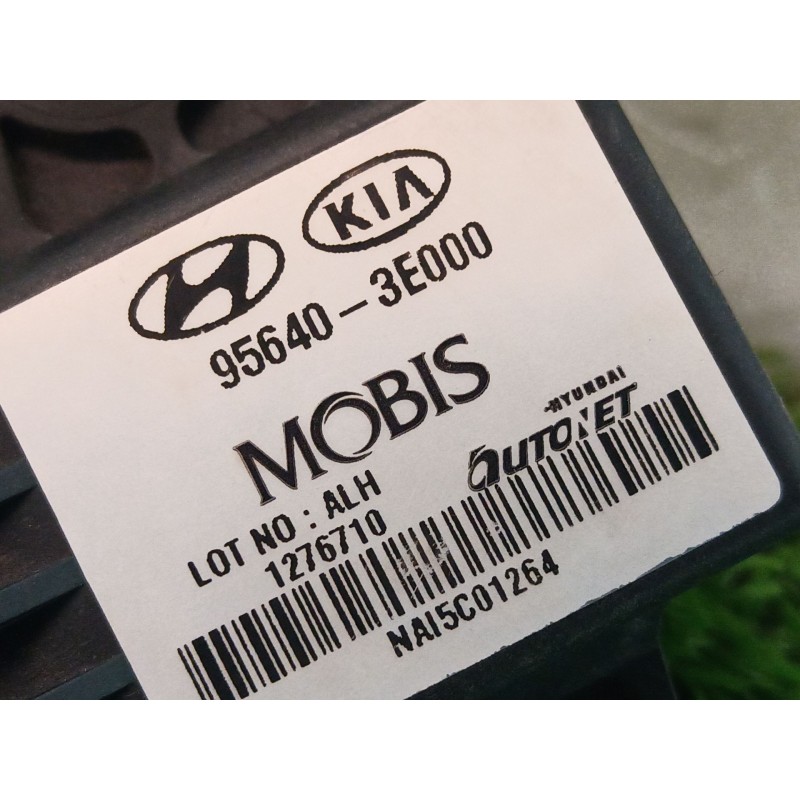 KIA
95640-3E000
MOBIS
HYUNDAI
AUTONET
LOT NO : ALH
1276710
NAI5C01264